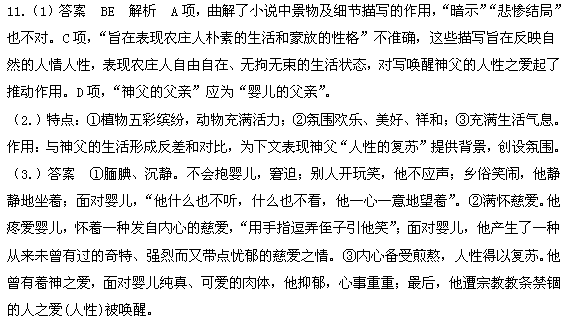 11.(1)答案　BE　解析　A项，曲解了小说中景物及细节描写的作用，“暗示”“悲惨结局”
也不对。C项，“旨在表现农庄人朴素的生活和豪放的性格”不准确，这些描写旨在反映自
然的人情人性，表现农庄人自由自在、无拘无束的生活状态，对写唤醒神父的人性之爱起了
推动作用。D项，“神父的父亲”应为“婴儿的父亲”。
(2.)特点：①植物五彩缤纷，动物充满活力；②氛围欢乐、美好、祥和；③充满生活气息。
作用：与神父的生活形成反差和对比，为下文表现神父“人性的复苏”提供背景，创设氛围。
(3.)答案　①腼腆、沉静。不会抱婴儿，窘迫；别人开玩笑，他不应声；乡俗笑闹，他静
静地坐着；面对婴儿，“他什么也不听，什么也不看，他一心一意地望着”。②满怀慈爱。他
疼爱婴儿，怀着一种发自内心的慈爱，“用手指逗弄侄子引他笑”；面对婴儿，他产生了一种
从来未曾有过的奇特、强烈而又带点忧郁的慈爱之情。③内心备受煎熬，人性得以复苏。他
曾有着神之爱，面对婴儿纯真、可爱的肉体，他抑郁，心事重重；最后，他遭宗教教条禁锢
的人之爱(人性)被唤醒。